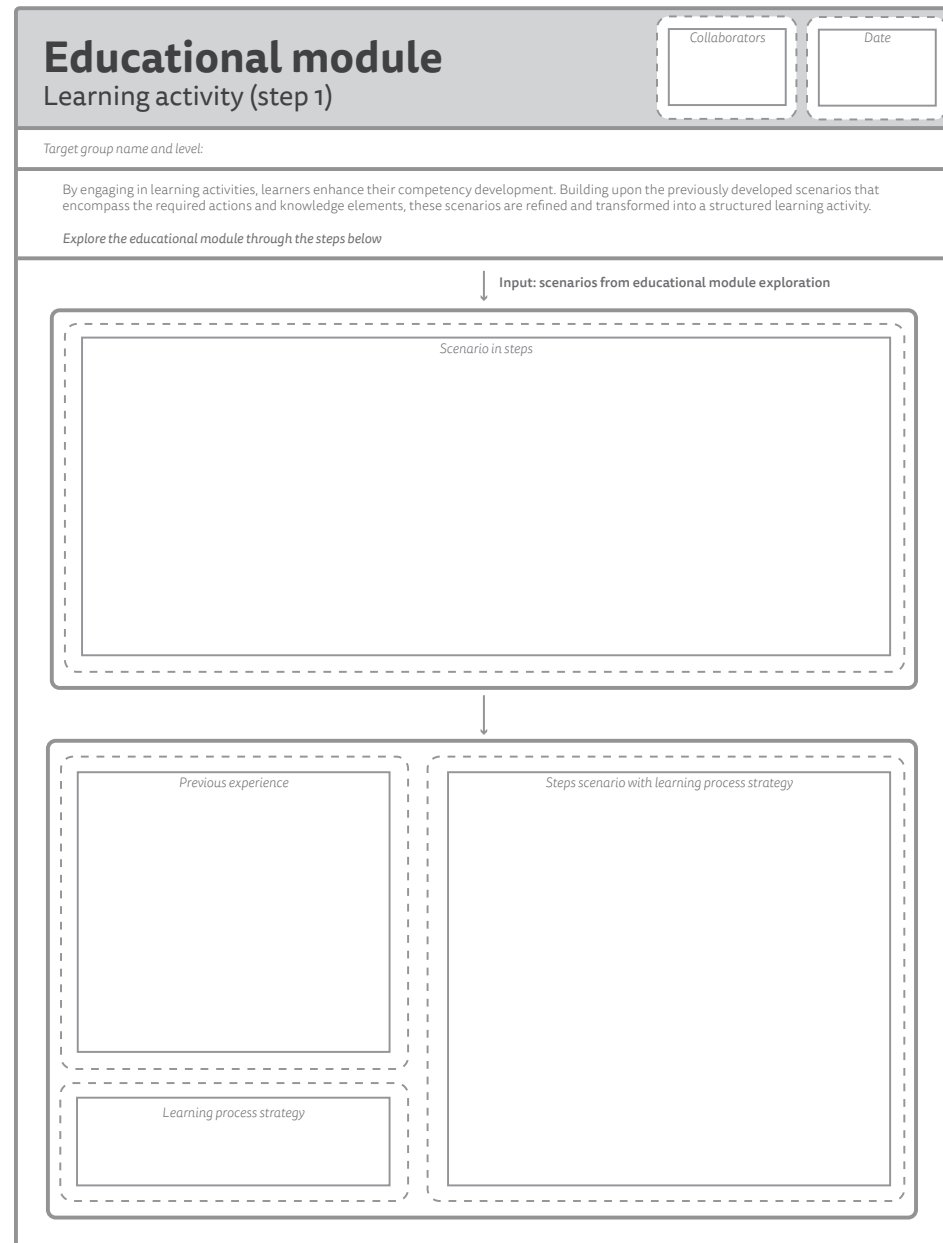 Educational module
Learning activity (step 1)
Collaborators
Date
Target group name and level:
By engaging in learning activities, learners enhance their competency development. Building upon the previously developed scenarios that
encompass the required actions and knowledge elements, these scenarios are refined and transformed into a structured learning activity.
Explore the educational module through the steps below
Input: scenarios from educational module exploration
Scenario in steps
Previous experience
Steps scenario with learning process strategy
Learning process strategy